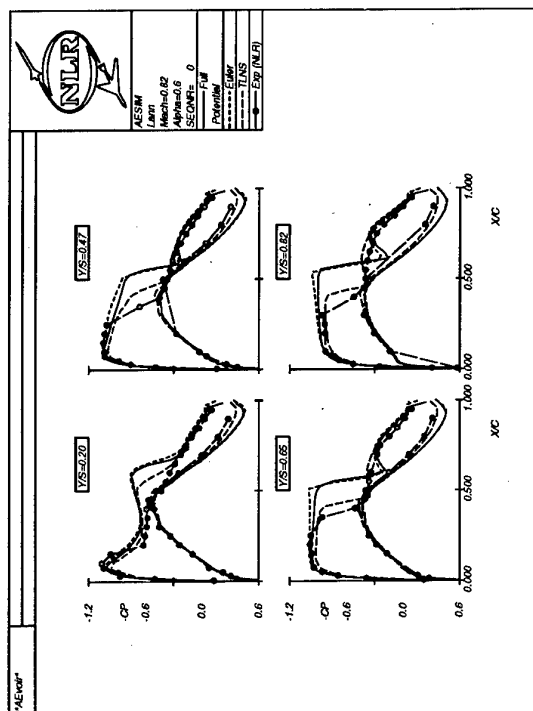 *AEvoir*
NLR
AESIM
Lann
Mach=0.82
Alpha=0.6
SEQNR= 0
Full
Potential
Euler
TLNS
Exp (NLR)
Y/S=0.20
Y/S=0.47
-1.2
-CP
-0.6
0.0
0.6
Y/S=0.65
Y/S=0.82
-1.2
-CP
-0.6
0.0
0.6
0.000
0.500
1.000
X/C
0.000
0.500
1.000
X/C